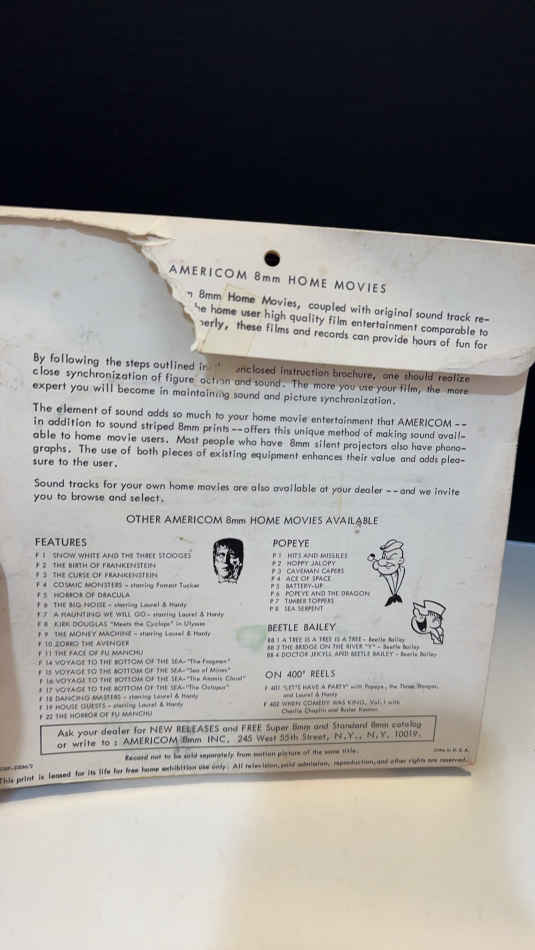 AMERICOM 8mm HOME MOVIES
8mm Home Movies, coupled with original sound track re-
home user high quality film entertainment comparable to
these films and records can provide hours of fun for
By following the steps outlined in enclosed instruction brochure, one should realize
close synchronization of figure action and sound. The more you use your film, the more
expert you will become in maintaining sound and picture synchronization.
The element of sound adds so much to your home movie entertainment that AMERICOM --
in addition to sound striped 8mm prints -- offers this unique method of making sound avail-
able to home movie users. Most people who have 8mm silent projectors also have phono-
graphs. The use of both pieces of existing equipment enhances their value and adds plea-
sure to the user.
Sound tracks for your own home movies are also available at your dealer -- and we invite
you to browse and select.
OTHER AMERICOM 8mm HOME MOVIES AVAILABLE
FEATURES
F 1 SNOW WHITE AND THE THREE STOOGES
F 2 THE BIRTH OF FRANKENSTEIN
F 3 THE CURSE OF FRANKENSTEIN
F 4 COSMIC MONSTERS - starring Forrest Tucker
F 5 HORROR OF DRACULA
F 6 THE BIG NOISE - starring Laurel & Hardy
F 7 A HAUNTING WE WILL GO - starring Laurel & Hardy
F 8 KIRK DOUGLAS "Meets the Cyclops" in Ulysses
F 9 THE MONEY MACHINE - starring Laurel & Hardy
F 10 ZORRO THE AVENGER
F 11 THE FACE OF FU MANCHU
F 14 VOYAGE TO THE BOTTOM OF THE SEA-"The Frogmen"
F 15 VOYAGE TO THE BOTTOM OF THE SEA-"Sea of Mines"
F 16 VOYAGE TO THE BOTTOM OF THE SEA-"The Atomic Ghost"
F 17 VOYAGE TO THE BOTTOM OF THE SEA-"The Octopus"
F 18 DANCING MASTERS - starring Laurel & Hardy
F 19 HOUSE GUESTS - starring Laurel & Hardy
F 22 THE HORROR OF FU MANCHU
POPEYE
P 1 HITS AND MISSILES
P 2 HOPPY JALOPY
P 3 CAVEMAN CAPERS
P 4 ACE OF SPACE
P 5 BATTERY-UP
P 6 POPEYE AND THE DRAGON
P 7 TIMBER TOPPERS
P 8 SEA SERPENT
BEETLE BAILEY
BB 1 A TREE IS A TREE IS A TREE - Beetle Bailey
BB 3 THE BRIDGE ON THE RIVER "Y" - Beetle Bailey
BB 4 DOCTOR JEKYLL AND BEETLE BAILEY - Beetle Bailey
ON 400' REELS
F 401 "LET'S HAVE A PARTY" with Popeye, the Three Stooges,
and Laurel & Hardy
F 402 WHEN COMEDY WAS KING, Vol. 1 with
Charlie Chaplin and Buster Keaton
Ask your dealer for NEW RELEASES and FREE Super 8mm and Standard 8mm catalog
or write to: AMERICOM 8mm INC. 245 West 55th Street, N.Y., N.Y. 10019.
Record not to be sold separately from motion picture of the same title.
This print is leased for its life for free home exhibition use only. All television, paid admission, reproduction, and other rights are reserved.